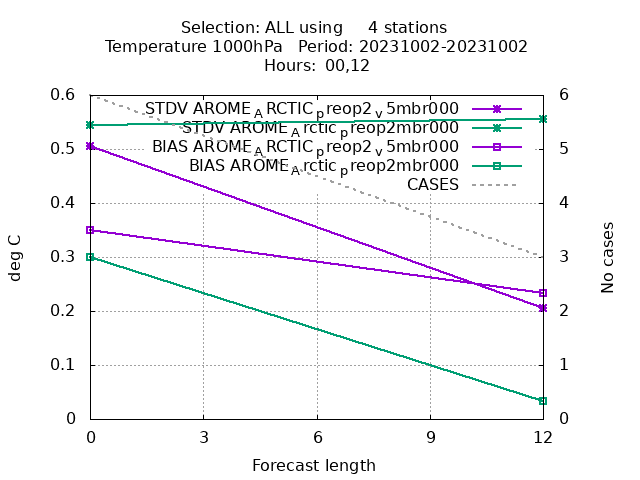 Selection: ALL using     4 stations
Temperature 1000hPa   Period: 20231002-20231002
Hours:  00,12
0.6
0.5
0.4
0.3
0.2
0.1
0
6
5
4
3
2
1
0
STDV AROME_ARCTIC_preop2_v5mbr000
STDV AROME_Arctic_preop2mbr000
BIAS AROME_ARCTIC_preop2_v5mbr000
BIAS AROME_Arctic_preop2mbr000
CASES
deg C
No cases
0 3 6 9 12
Forecast length